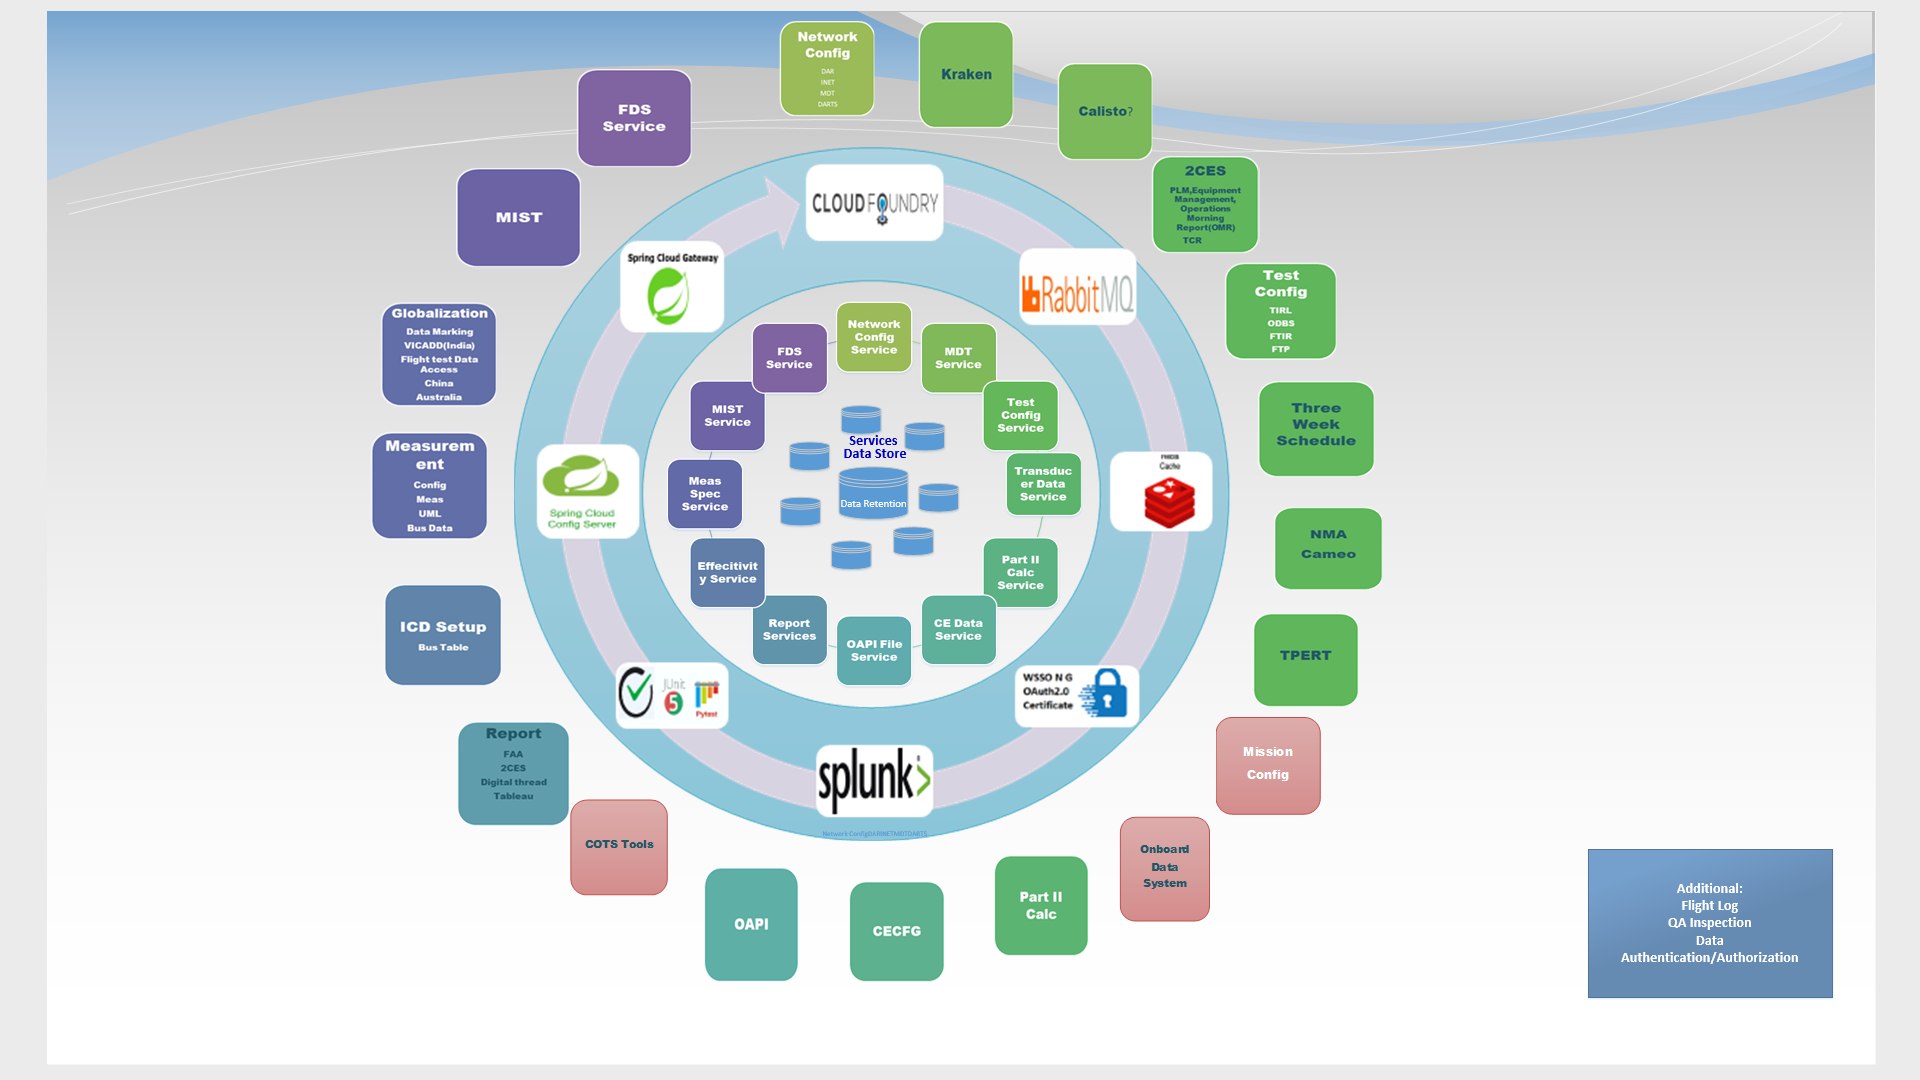 Network
Config
DAR
INET
MDT
DARTS
Kraken
Calisto?
FDS
Service
2CES
PLM,Equipment
Management,
Operations
Morning
Report(OMR)
TCR
MIST
CLOUD FOUNDRY
Spring Cloud Gateway
RabbitMQ
Test
Config
TIRL
ODBS
FTIR
FTP
Globalization
Data Marking
VICADD(India)
Flight test Data
Access
China
Australia
Network
Config
Service
FDS
Service
MDT
Service
MIST
Service
Test
Config
Service
Three
Week
Schedule
Services
Data Store
Data Retention
Measurem
ent
Config
Meas
UML
Bus Data
Spring Cloud
Config Server
Meas
Spec
Service
Transduc
er Data
Service
Cache
NMA
Cameo
Effecitivit
y Service
Part II
Calc
Service
Report
Services
OAPI File
Service
CE Data
Service
ICD Setup
Bus Table
TPERT
JUnit
5
Pytest
WSSO N G
OAuth2.0
Certificate
splunk>
Network ConfigDARINETMDTDARTS
Report
FAA
2CES
Digital thread
Tableau
Mission
Config
COTS Tools
Onboard
Data
System
OAPI
CECFG
Part II
Calc
Additional:
Flight Log
QA Inspection
Data
Authentication/Authorization